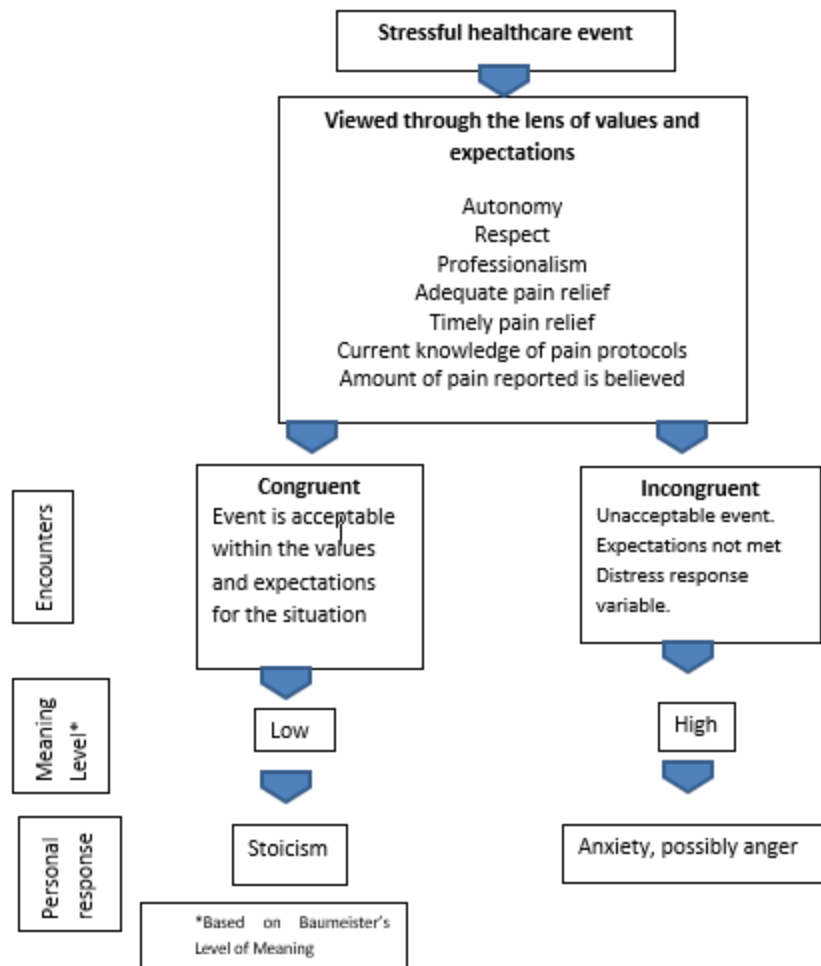 Stressful healthcare event
Viewed through the lens of values and
expectations
Autonomy
Respect
Professionalism
Adequate pain relief
Timely pain relief
Current knowledge of pain protocols
Amount of pain reported is believed
Encounters
Congruent
Event is acceptable
within the values
and expectations
for the situation
Incongruent
Unacceptable event.
Expectations not met
Distress response
variable.
Meaning
Level*
Low
High
Personal
response
Stoicism
Anxiety, possibly anger
*Based on Baumeister's
Level of Meaning